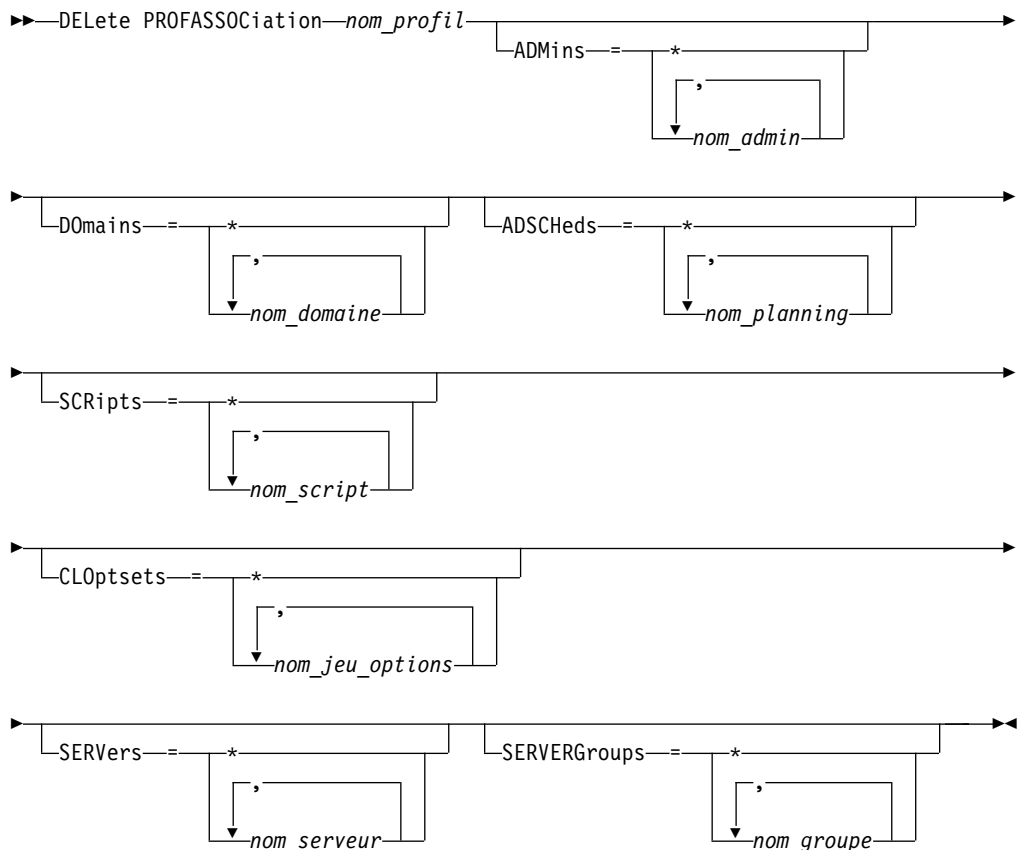 DELete PROFASSOCiation nom_profil
ADMins = *
,
nom_admin
DOmains = * ADSCHeds = *
, ,
nom_domaine nom_planning
SCRipts = *
,
nom_script
CLOptsets = *
,
nom_jeu_options
SERVers = * SERVERGroups = *
, ,
nom_serveur nom_groupe